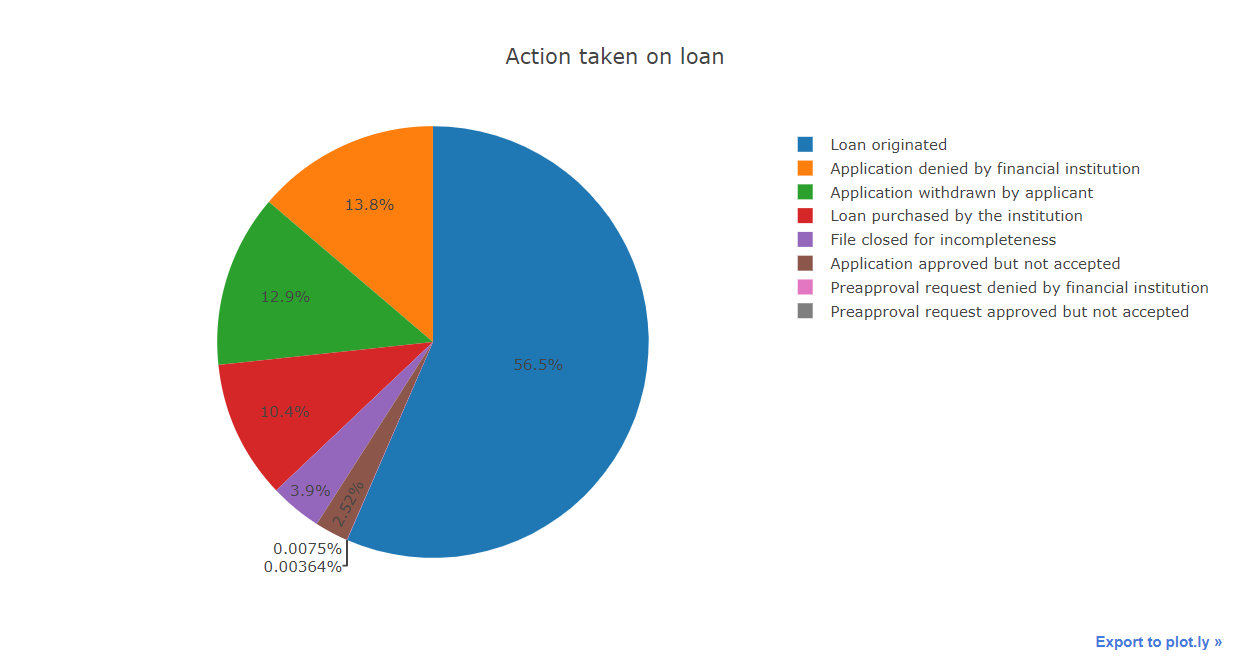 Action taken on loan
Loan originated
Application denied by financial institution
Application withdrawn by applicant
Loan purchased by the institution
File closed for incompleteness
Application approved but not accepted
Preapproval request denied by financial institution
Preapproval request approved but not accepted
13.8%
12.9%
56.5%
10.4%
3.9%
2.52%
0.0075%
0.00364%
Export to plot.ly »